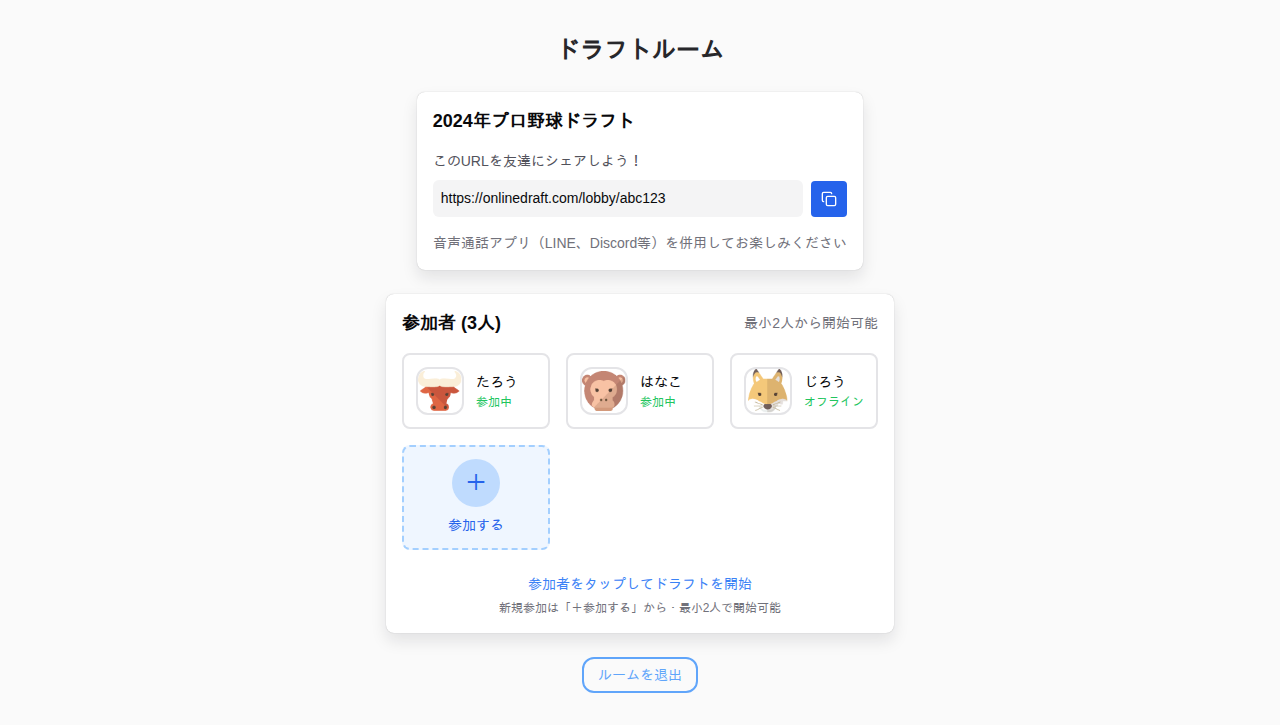 ドラフトルーム
2024年プロ野球ドラフト
このURLを友達にシェアしよう！
https://onlinedraft.com/lobby/abc123
音声通話アプリ（LINE、Discord等）を併用してお楽しみください
参加者 (3人)
最小2人から開始可能
たろう
参加中
はなこ
参加中
じろう
オフライン
参加する
参加者をタップしてドラフトを開始
新規参加は「＋参加する」から・最小2人で開始可能
ルームを退出